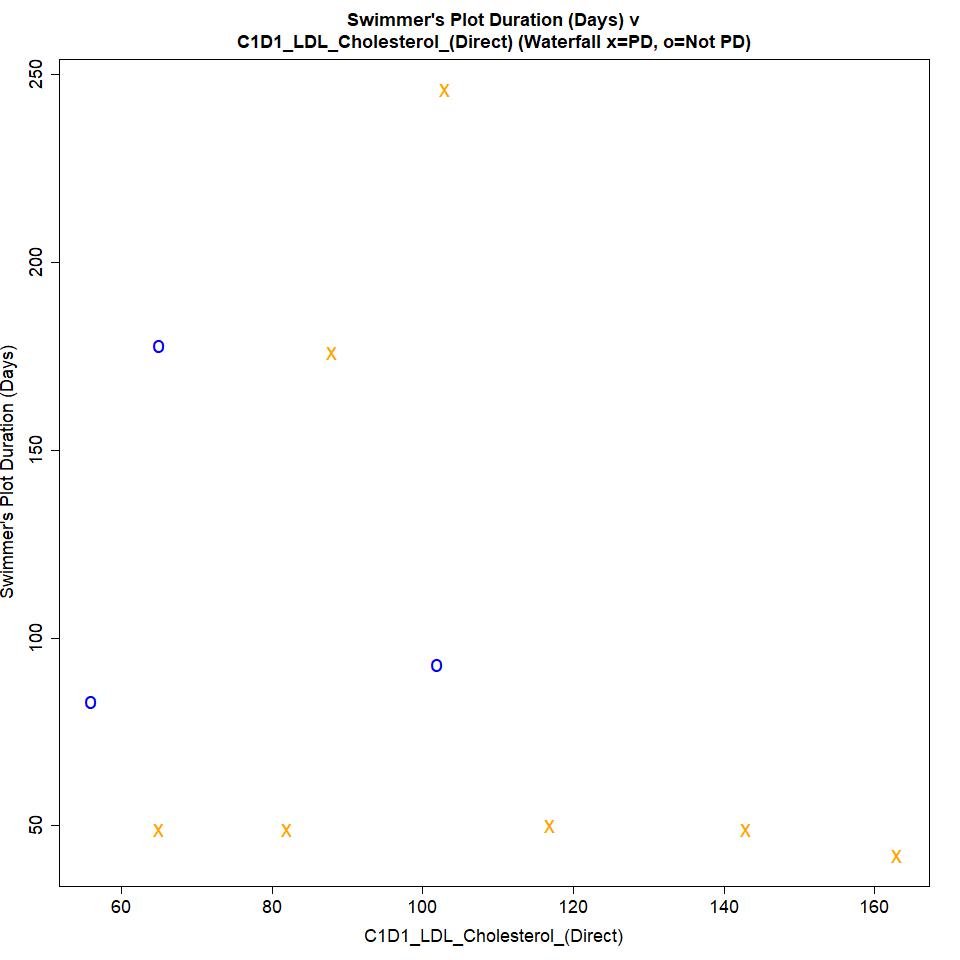 Swimmer's Plot Duration (Days) v
C1D1_LDL_Cholesterol_(Direct) (Waterfall x=PD, o=Not PD)
Swimmer's Plot Duration (Days)
250
200
150
100
50
X
O
X
O
O
X
X
X
X
X
60 80 100 120 140 160
C1D1_LDL_Cholesterol_(Direct)